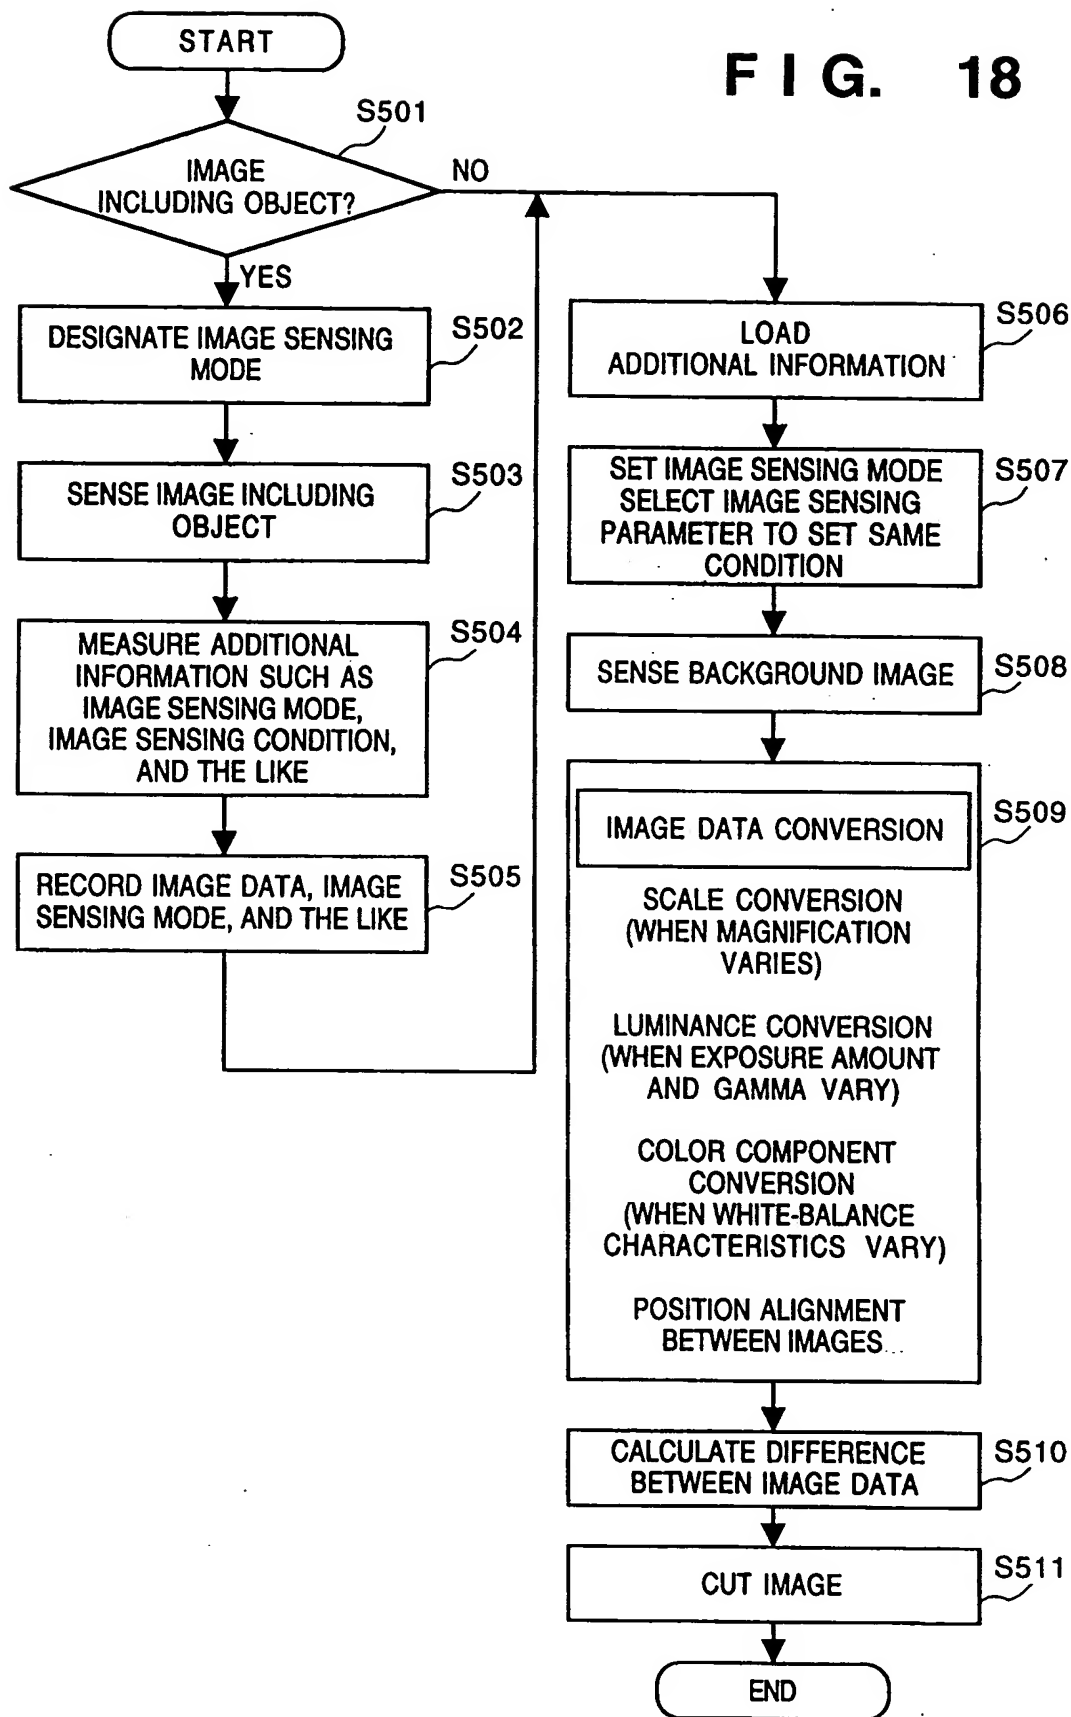 START
FIG. 18
S501
IMAGE
INCLUDING OBJECT?
NO
YES
DESIGNATE IMAGE SENSING
MODE
S502
SENSE IMAGE INCLUDING
OBJECT
S503
MEASURE ADDITIONAL
INFORMATION SUCH AS
IMAGE SENSING MODE,
IMAGE SENSING CONDITION,
AND THE LIKE
S504
RECORD IMAGE DATA, IMAGE
SENSING MODE, AND THE LIKE
S505
LOAD
ADDITIONAL INFORMATION
S506
SET IMAGE SENSING MODE
SELECT IMAGE SENSING
PARAMETER TO SET SAME
CONDITION
S507
SENSE BACKGROUND IMAGE
S508
IMAGE DATA CONVERSION
S509
SCALE CONVERSION
(WHEN MAGNIFICATION
VARIES)
LUMINANCE CONVERSION
(WHEN EXPOSURE AMOUNT
AND GAMMA VARY)
COLOR COMPONENT
CONVERSION
(WHEN WHITE-BALANCE
CHARACTERISTICS VARY)
POSITION ALIGNMENT
BETWEEN IMAGES...
CALCULATE DIFFERENCE
BETWEEN IMAGE DATA
S510
CUT IMAGE
S511
END